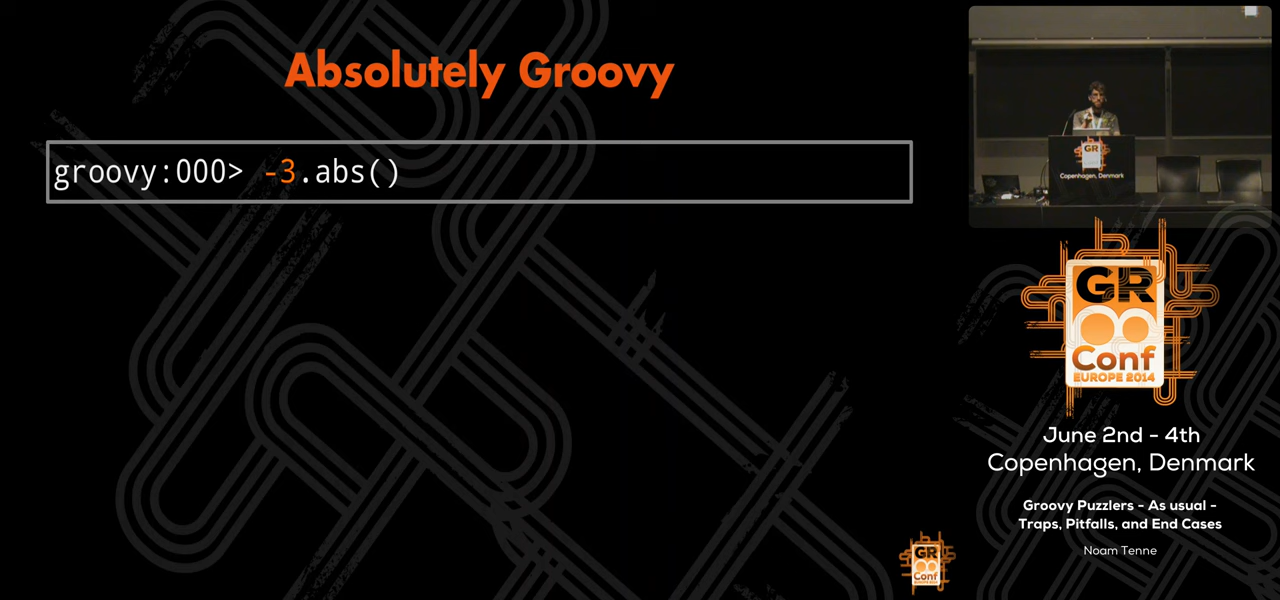 Absolutely Groovy
groovy:000> -3.abs()
GR
Copenhagen, Denmark
GR
Conf
EUROPE 2014
June 2nd - 4th
Copenhagen, Denmark
Groovy Puzzlers - As usual -
Traps, Pitfalls, and End Cases
Noam Tenne
GR
Conf